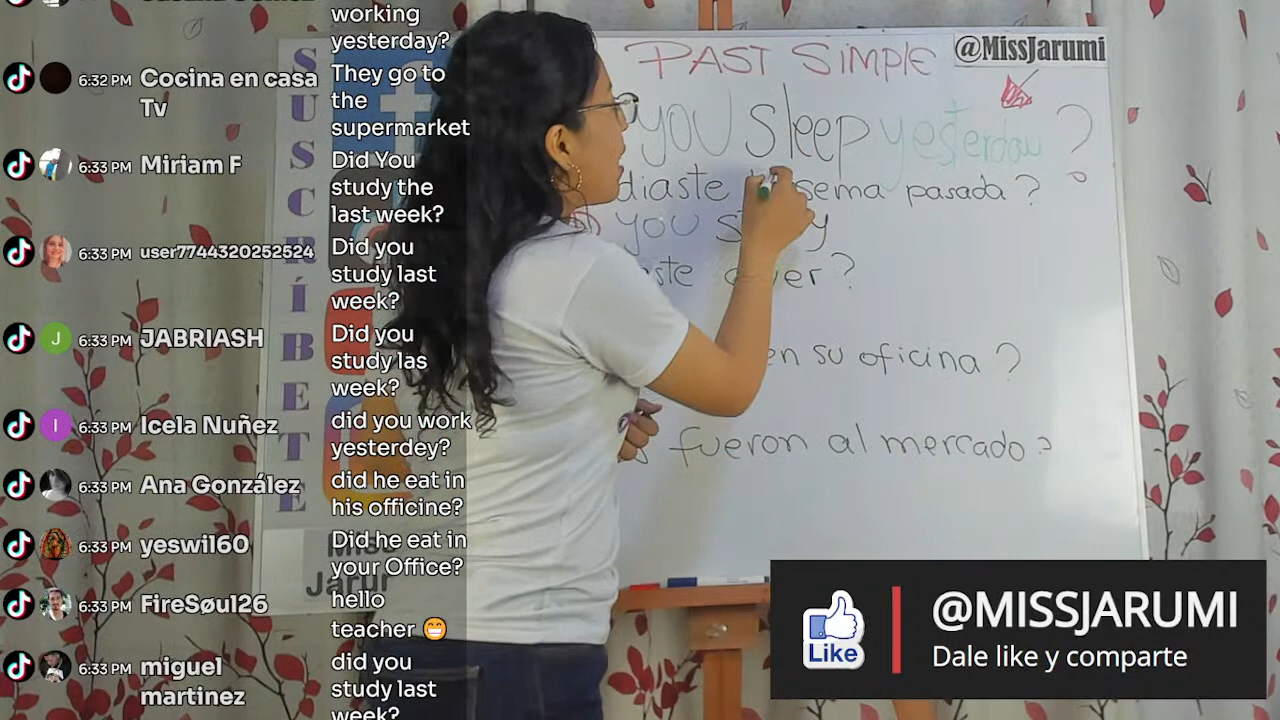 working
yesterday?
6:32 PM Cocina en casa Tv
They go to
the
supermarket
6:33 PM Miriam F
Did You
study the
last week?
6:33 PM user7744320252524
Did you
study last
week?
J 6:33 PM JABRIASH
Did you
study las
week?
I 6:33 PM Icela Nuñez
did you work
yesterdey?
6:33 PM Ana González
did he eat in
his officine?
6:33 PM yeswil60
Did he eat in
your Office?
6:33 PM FireSøul26
hello
teacher
6:33 PM miguel martinez
did you
study last
week?
SUSCRÍBETE
Miss
Jarumi
PAST SIMPLE
@MissJarumi
you sleep yesterday ?
diaste sema pasada ?
you
?
en su oficina ?
fueron al mercado ?
Like
@MISSJARUMI
Dale like y comparte